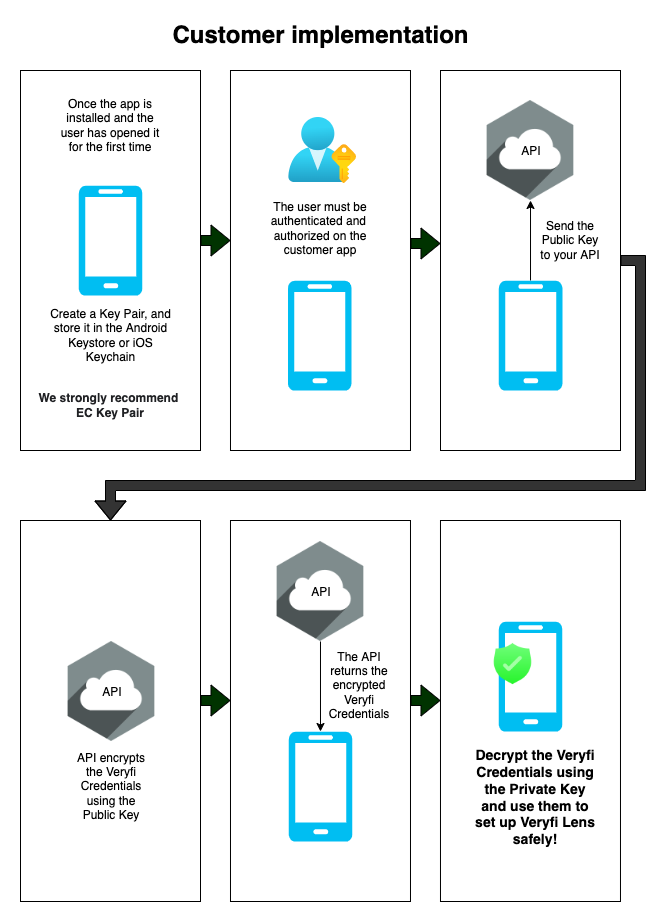 Customer implementation
Once the app is
installed and the
user has opened it
for the first time
Create a Key Pair, and
store it in the Android
Keystore or iOS
Keychain
We strongly recommend
EC Key Pair
The user must be
authenticated and
authorized on the
customer app
API
Send the
Public Key
to your API
API
API encrypts
the Veryfi
Credentials
using the
Public Key
API
The API
returns the
encrypted
Veryfi
Credentials
Decrypt the Veryfi
Credentials using
the Private Key
and use them to
set up Veryfi Lens
safely!